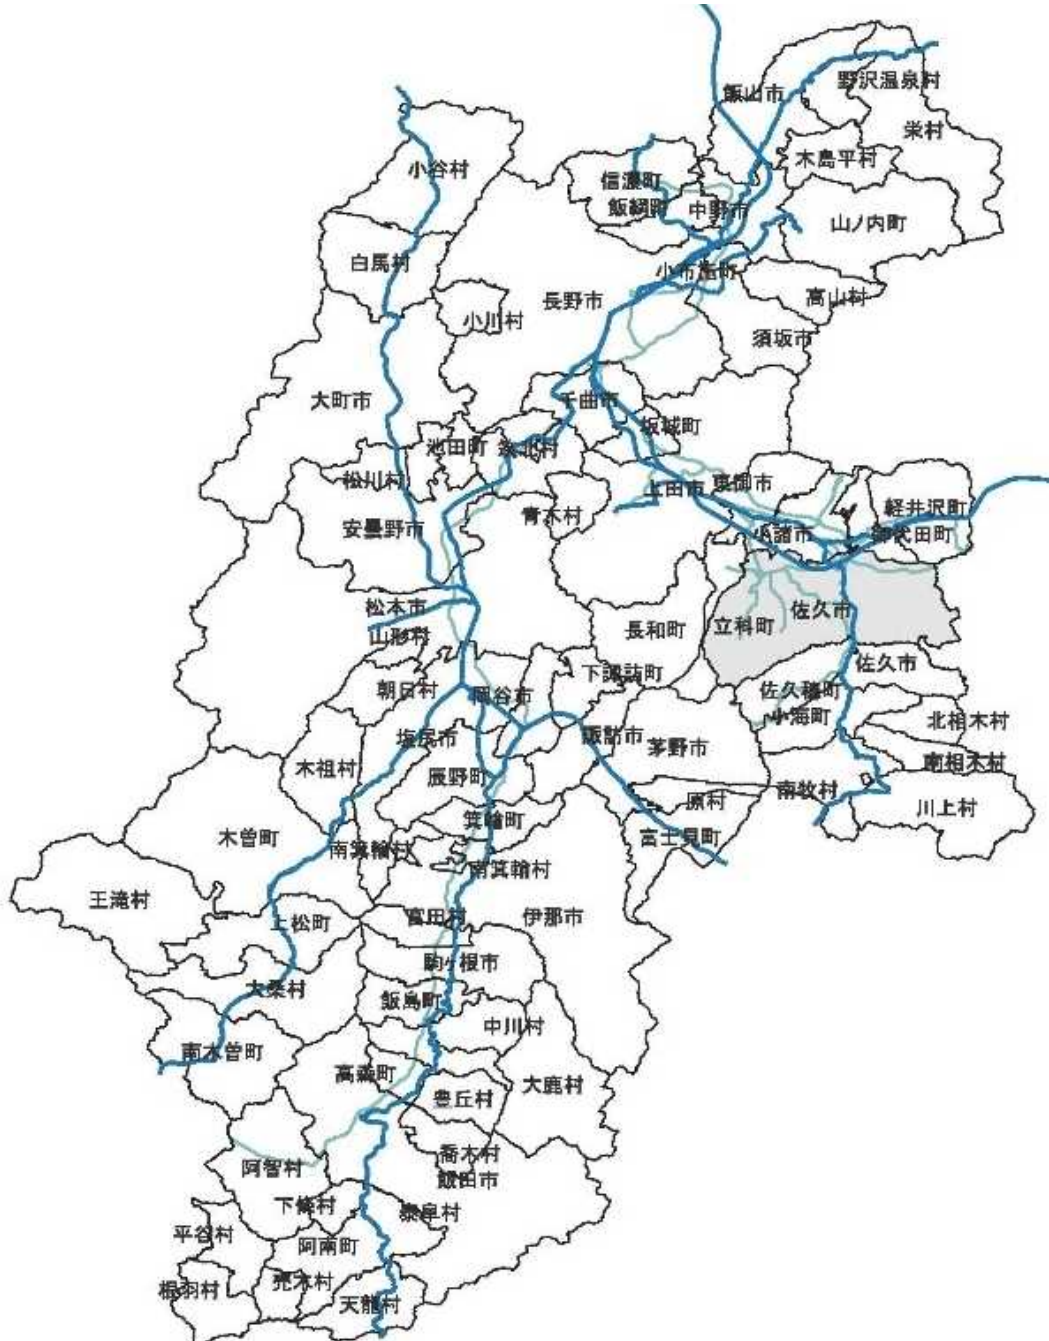 野沢温泉村
飯山市
栄村
木島平村
小谷村
信濃町
飯綱町
中野市
山ノ内町
白馬村
小布施町
高山村
長野市
小川村
須坂市
大町市
千曲市
坂城町
池田町
筑北村
松川村
上田市
東御市
青木村
軽井沢町
安曇野市
小諸市
御代田町
松本市
佐久市
山形村
長和町
立科町
下諏訪町
佐久市
朝日村
岡谷市
佐久穂町
小海町
北相木村
塩尻市
諏訪市
茅野市
南相木村
木祖村
辰野町
南牧村
原村
川上村
箕輪町
木曽町
南箕輪村
富士見町
南箕輪村
王滝村
上松町
宮田村
伊那市
駒ヶ根市
大桑村
飯島町
中川村
南木曽町
高森町
大鹿村
豊丘村
喬木村
阿智村
飯田市
下條村
泰阜村
平谷村
阿南町
根羽村
売木村
天龍村